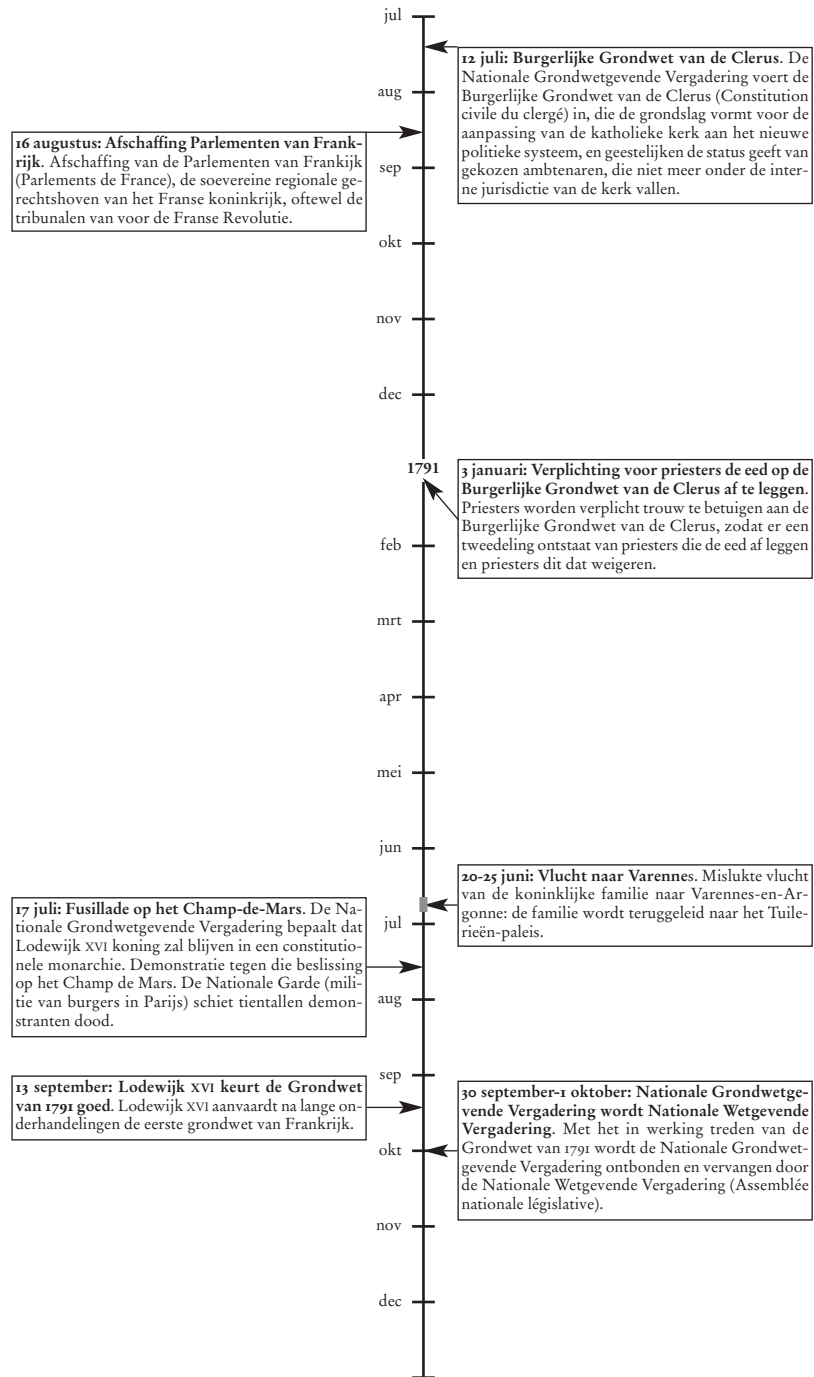 jul
12 juli: Burgerlijke Grondwet van de Clerus. De
Nationale Grondwetgevende Vergadering voert de
Burgerlijke Grondwet van de Clerus (Constitution
civile du clergé) in, die de grondslag vormt voor de
aanpassing van de katholieke kerk aan het nieuwe
politieke systeem, en geestelijken de status geeft van
gekozen ambtenaren, die niet meer onder de inter-
ne jurisdictie van de kerk vallen.
aug
16 augustus: Afschaffing Parlementen van Frank-
rijk. Afschaffing van de Parlementen van Frankijk
(Parlements de France), de soevereine regionale ge-
rechtshoven van het Franse koninkrijk, oftewel de
tribunalen van voor de Franse Revolutie.
sep
okt
nov
dec
1791
3 januari: Verplichting voor priesters de eed op de
Burgerlijke Grondwet van de Clerus af te leggen.
Priesters worden verplicht trouw te betuigen aan de
Burgerlijke Grondwet van de Clerus, zodat er een
tweedeling ontstaat van priesters die de eed af leggen
en priesters dit dat weigeren.
feb
mrt
apr
mei
jun
20-25 juni: Vlucht naar Varennes. Mislukte vlucht
van de koninklijke familie naar Varennes-en-Ar-
gonne: de familie wordt teruggeleid naar het Tuile-
rieën-paleis.
17 juli: Fusillade op het Champ-de-Mars. De Na-
tionale Grondwetgevende Vergadering bepaalt dat
Lodewijk XVI koning zal blijven in een constitutio-
nele monarchie. Demonstratie tegen die beslissing
op het Champ de Mars. De Nationale Garde (mili-
tie van burgers in Parijs) schiet tientallen demon-
stranten dood.
jul
aug
sep
13 september: Lodewijk XVI keurt de Grondwet
van 1791 goed. Lodewijk XVI aanvaardt na lange on-
derhandelingen de eerste grondwet van Frankrijk.
30 september-1 oktober: Nationale Grondwetge-
vende Vergadering wordt Nationale Wetgevende
Vergadering. Met het in werking treden van de
Grondwet van 1791 wordt de Nationale Grondwet-
gevende Vergadering ontbonden en vervangen door
de Nationale Wetgevende Vergadering (Assemblée
nationale législative).
okt
nov
dec